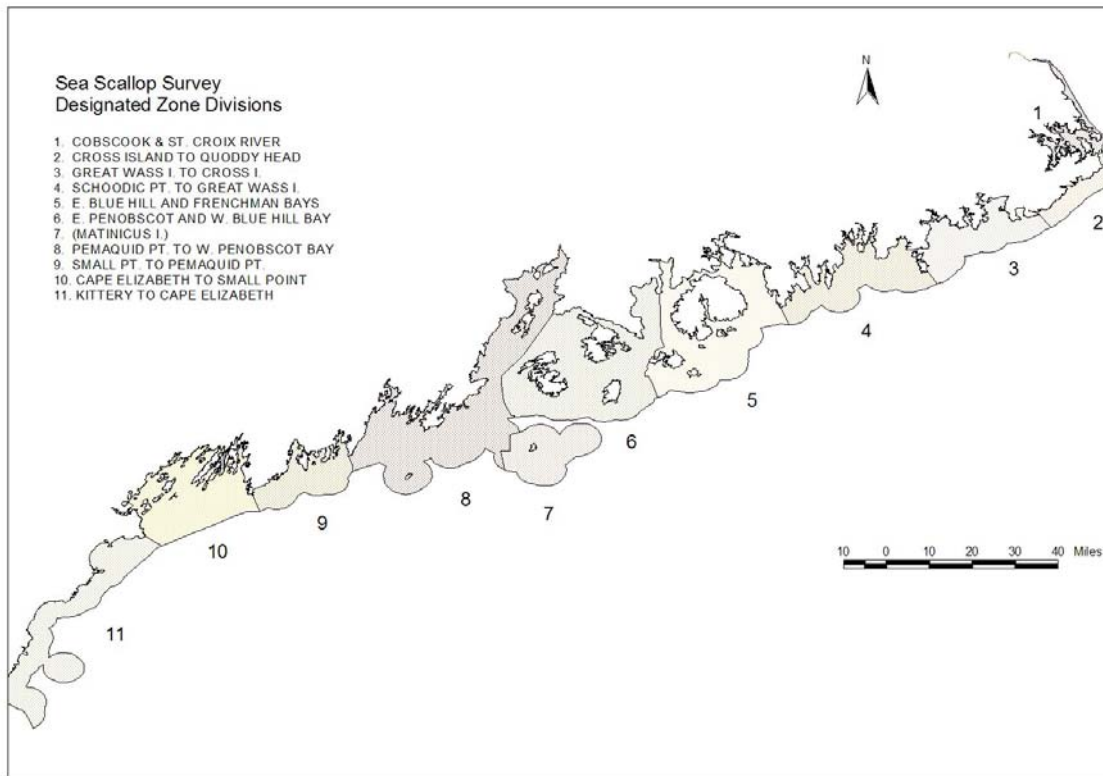 Sea Scallop Survey
Designated Zone Divisions
1. COBSCOOK & ST. CROIX RIVER
2. CROSS ISLAND TO QUODDY HEAD
3. GREAT WASS I. TO CROSS I.
4. SCHOODIC PT. TO GREAT WASS I.
5. E. BLUE HILL AND FRENCHMAN BAYS
6. E. PENOBSCOT AND W. BLUE HILL BAY
7. (MATINICUS I.)
8. PEMAQUID PT. TO W. PENOBSCOT BAY
9. SMALL PT. TO PEMAQUID PT.
10. CAPE ELIZABETH TO SMALL POINT
11. KITTERY TO CAPE ELIZABETH
N
1
2
3
4
5
6
7
8
9
10
11
10 0 10 20 30 40 Miles